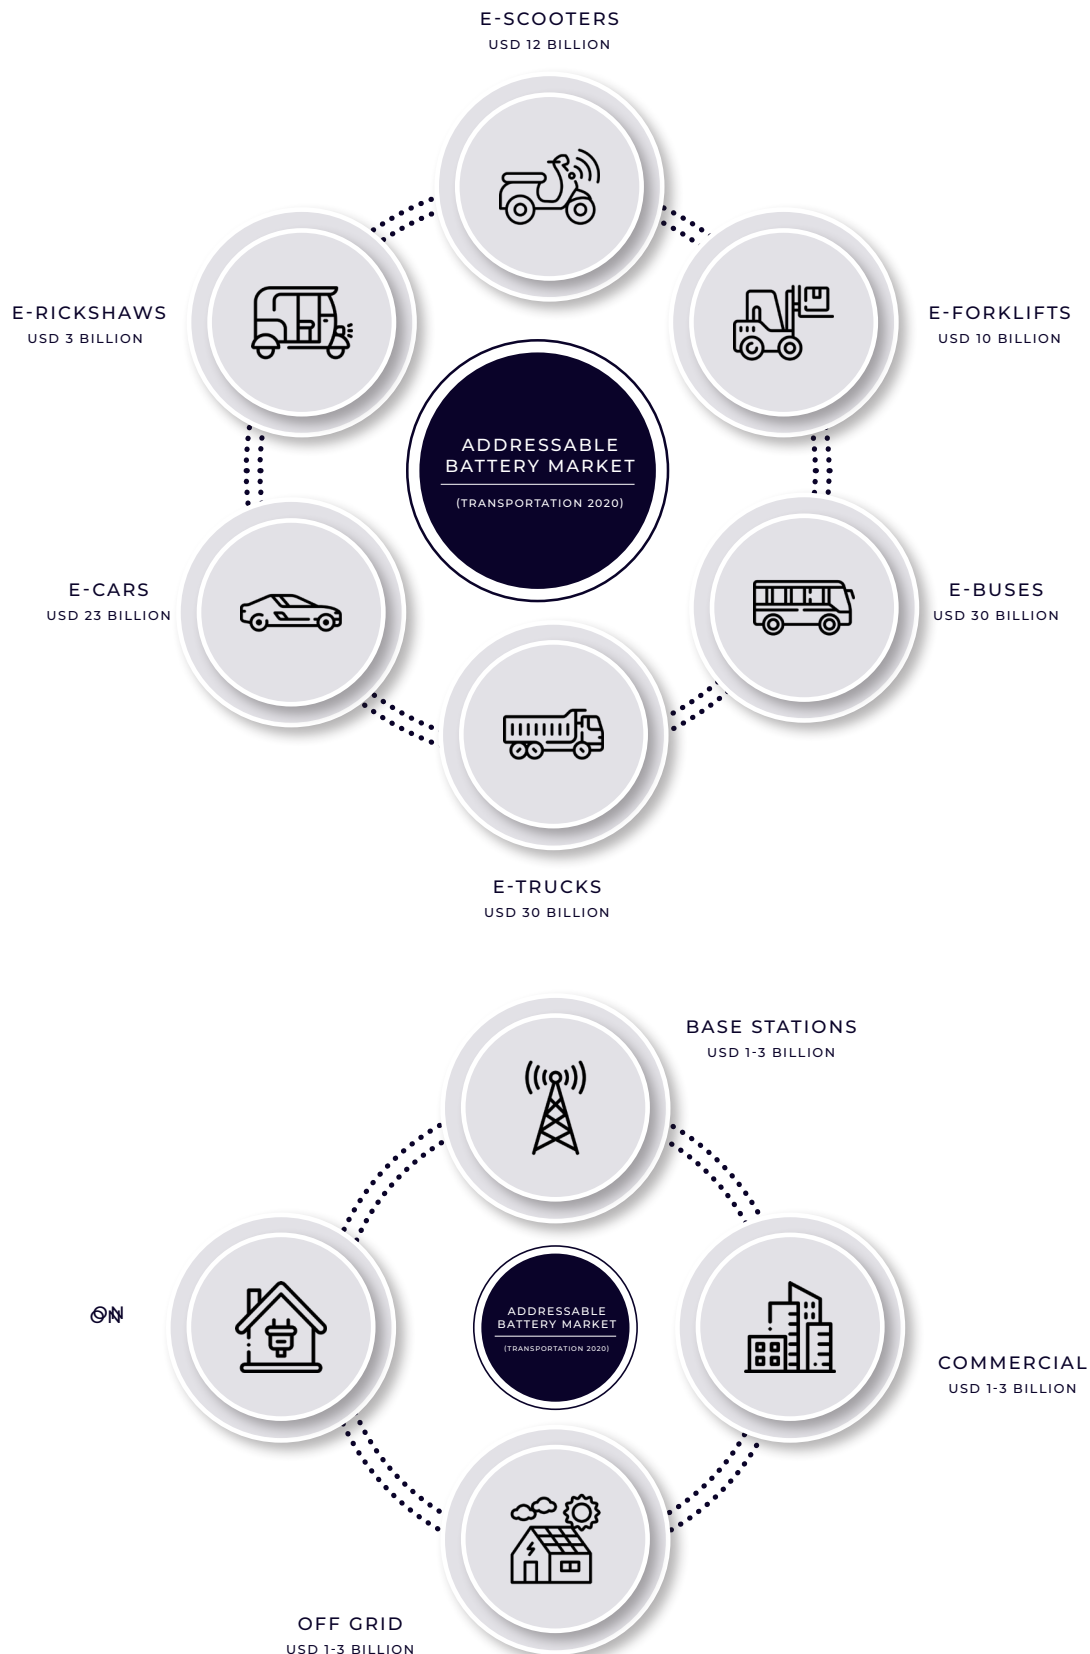 E-SCOOTERS
USD 12 BILLION
E-RICKSHAWS
USD 3 BILLION
E-FORKLIFTS
USD 10 BILLION
ADDRESSABLE
BATTERY MARKET
(TRANSPORTATION 2020)
E-CARS
USD 23 BILLION
E-BUSES
USD 30 BILLION
E-TRUCKS
USD 30 BILLION
BASE STATIONS
USD 1-3 BILLION
ON
ON
ADDRESSABLE
BATTERY MARKET
(TRANSPORTATION 2020)
COMMERCIAL
USD 1-3 BILLION
OFF GRID
USD 1-3 BILLION